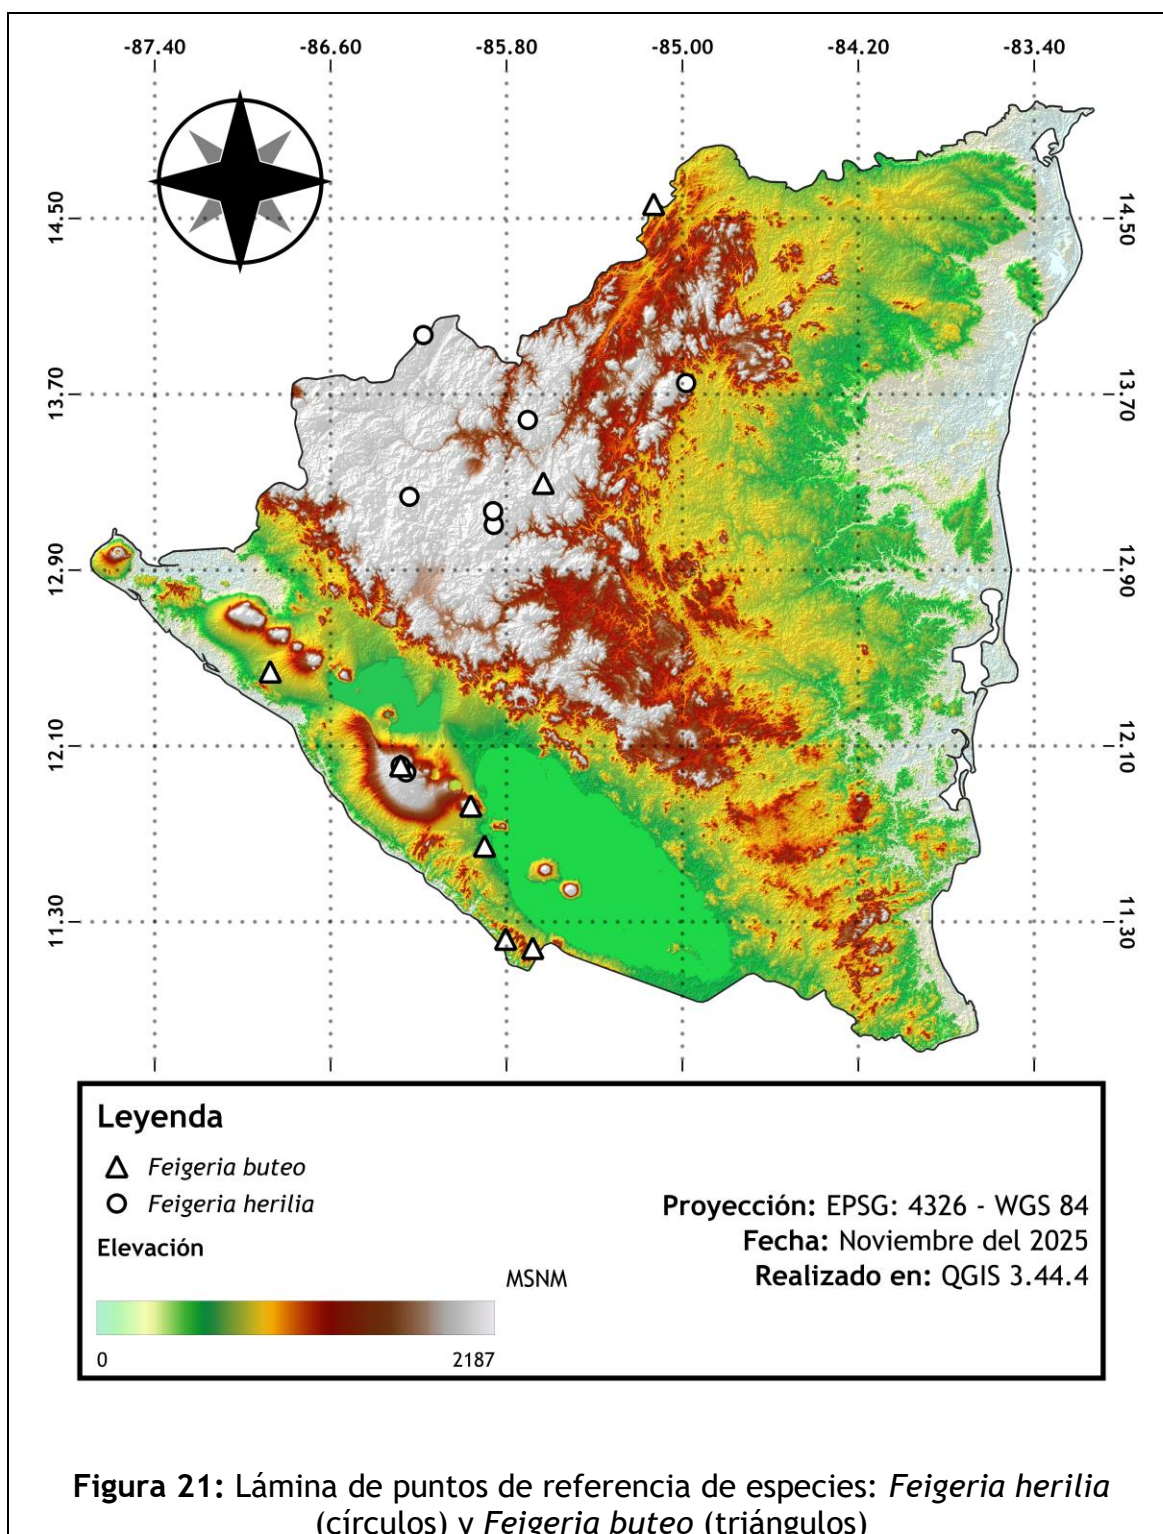 -87.40 -86.60 -85.80 -85.00 -84.20 -83.40
14.50 14.50
13.70 13.70
12.90 12.90
12.10 12.10
11.30 11.30
Leyenda
Feigeria buteo
Feigeria herilia
Elevación
MSNM
0 2187
Proyección: EPSG: 4326 - WGS 84
Fecha: Noviembre del 2025
Realizado en: QGIS 3.44.4
Figura 21: Lámina de puntos de referencia de especies: Feigeria herilia
(círculos) y Feigeria buteo (triángulos)